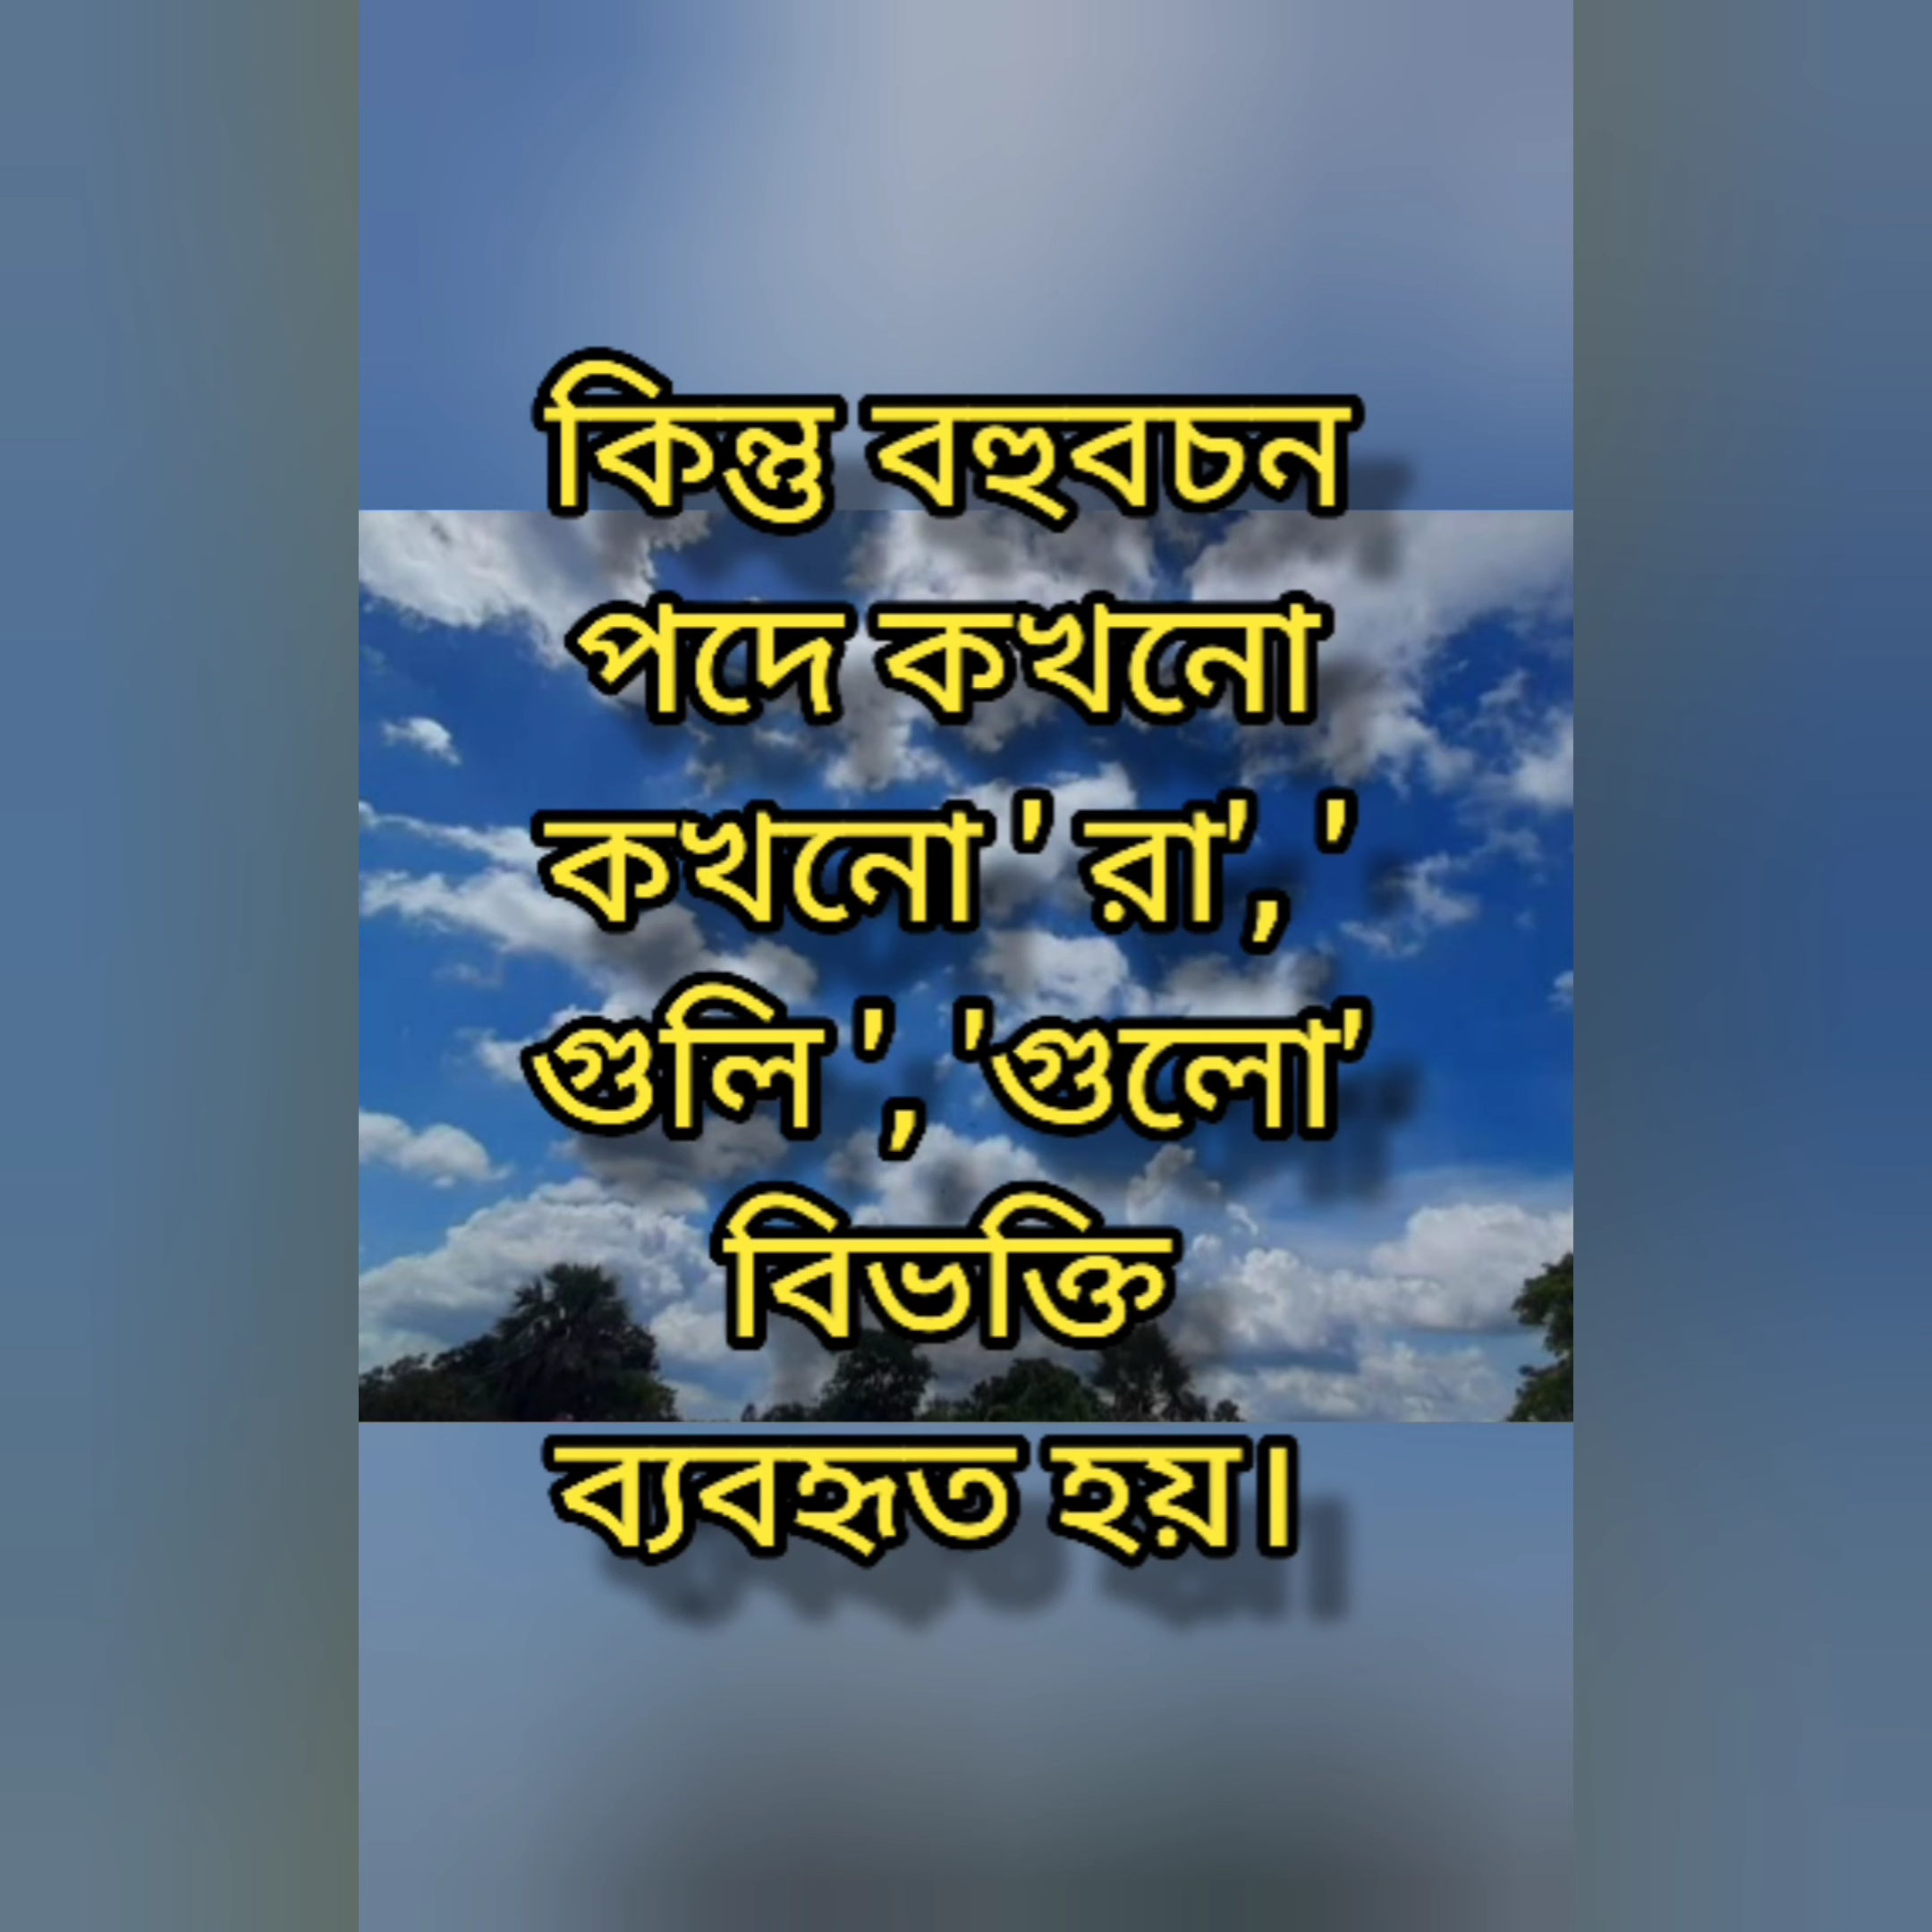 কিন্তু বহুবচন
পদে কখনো
কখনো ' রা', '
গুলি ', 'গুলো'
বিভক্তি
ব্যবহৃত হয়।